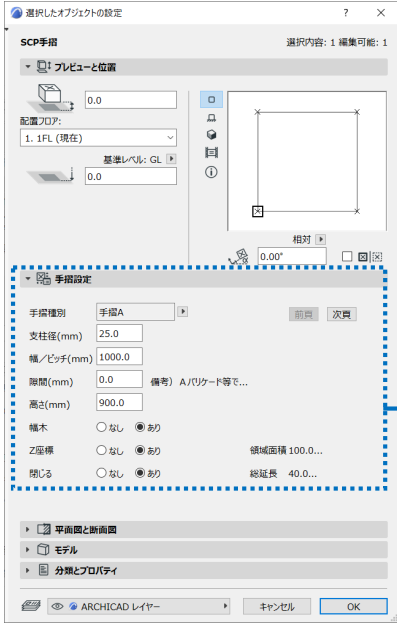 選択したオブジェクトの設定 ? ×
SCP手摺 選択内容: 1 編集可能: 1
プレビューと位置
0.0
配置フロア:
1. 1FL (現在)
基準レベル: GL
0.0
相対
0.00°
手摺設定
手摺種別 手摺A 前頁 次頁
支柱径(mm) 25.0
幅/ピッチ(mm) 1000.0
隙間(mm) 0.0 備考) Aバリケード等で...
高さ(mm) 900.0
幅木 なし あり
Z座標 なし あり 領域面積 100.0...
閉じる なし あり 総延長 40.0...
平面図と断面図
モデル
分類とプロパティ
ARCHICAD レイヤー キャンセル OK